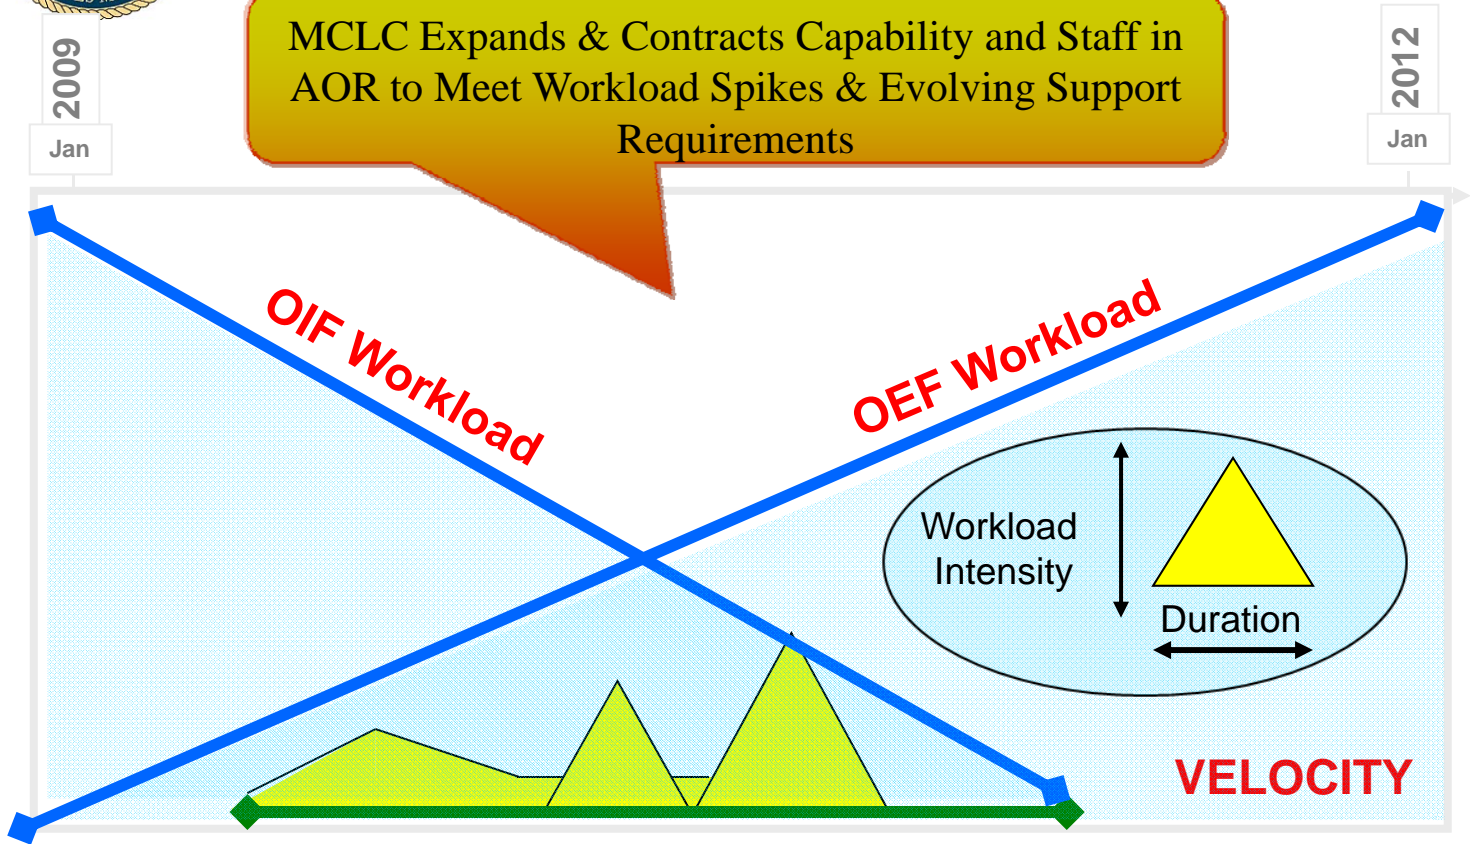 MCLC Expands & Contracts Capability and Staff in
AOR to Meet Workload Spikes & Evolving Support
Requirements
2009
Jan
2012
Jan
OIF Workload
OEF Workload
Workload
Intensity
Duration
VELOCITY